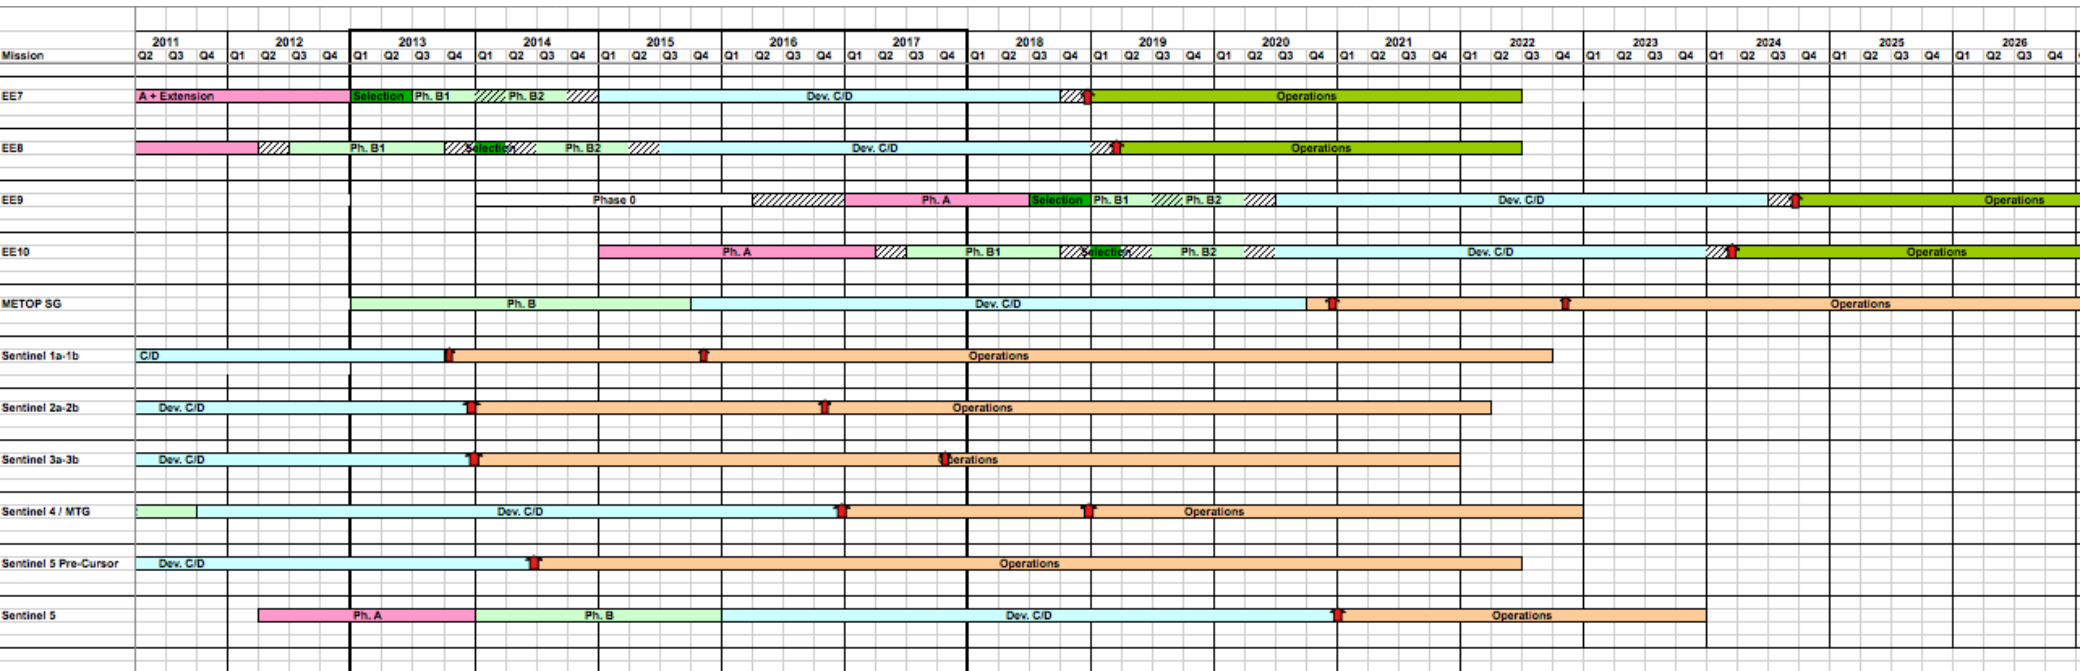 2011 2012 2013 2014 2015 2016 2017 2018 2019 2020 2021 2022 2023 2024 2025 2026
Mission Q2 Q3 Q4 Q1 Q2 Q3 Q4 Q1 Q2 Q3 Q4 Q1 Q2 Q3 Q4 Q1 Q2 Q3 Q4 Q1 Q2 Q3 Q4 Q1 Q2 Q3 Q4 Q1 Q2 Q3 Q4 Q1 Q2 Q3 Q4 Q1 Q2 Q3 Q4 Q1 Q2 Q3 Q4 Q1 Q2 Q3 Q4 Q1 Q2 Q3 Q4 Q1 Q2 Q3 Q4 Q1 Q2 Q3 Q4 Q1 Q2 Q3 Q4
EE7 A + Extension Selection Ph. B1 Ph. B2 Dev. C/D Operations
EE8 Ph. B1 Selection Ph. B2 Dev. C/D Operations
EE9 Phase 0 Ph. A Selection Ph. B1 Ph. B2 Dev. C/D Operations
EE10 Ph. A Ph. B1 Selection Ph. B2 Dev. C/D Operations
METOP SG Ph. B Dev. C/D Operations
Sentinel 1a-1b C/D Operations
Sentinel 2a-2b Dev. C/D Operations
Sentinel 3a-3b Dev. C/D Operations
Sentinel 4 / MTG Dev. C/D Operations
Sentinel 5 Pre-Cursor Dev. C/D Operations
Sentinel 5 Ph. A Ph. B Dev. C/D Operations